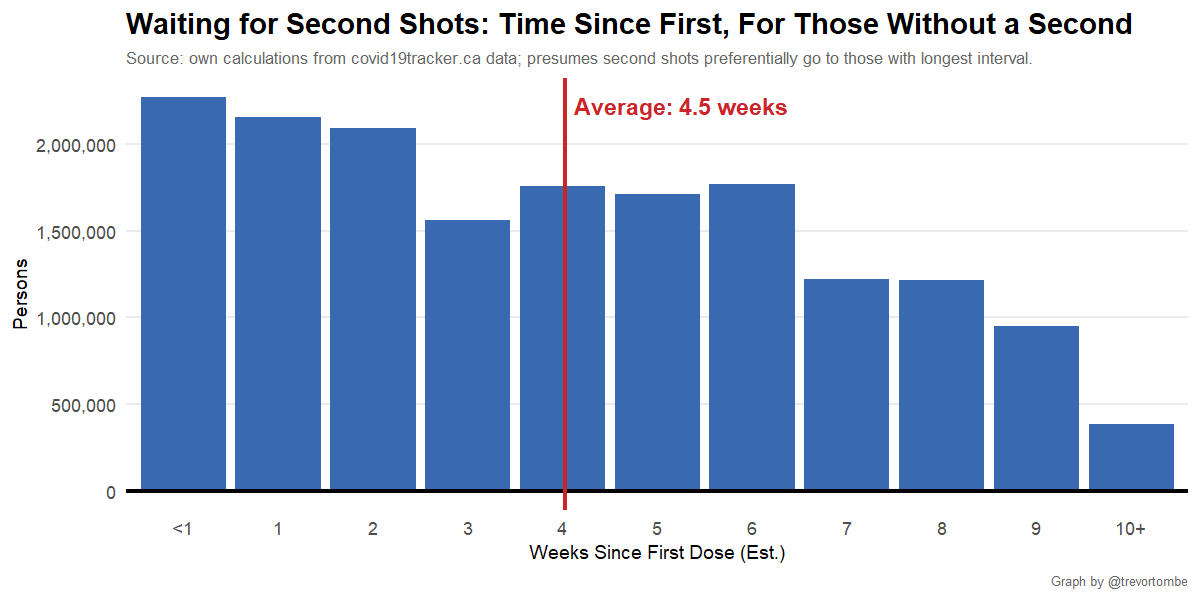 Waiting for Second Shots: Time Since First, For Those Without a Second
Source: own calculations from covid19tracker.ca data; presumes second shots preferentially go to those with longest interval.
Average: 4.5 weeks
2,000,000
1,500,000
1,000,000
500,000
0
Persons
<1 1 2 3 4 5 6 7 8 9 10+
Weeks Since First Dose (Est.)
Graph by @trevortombe